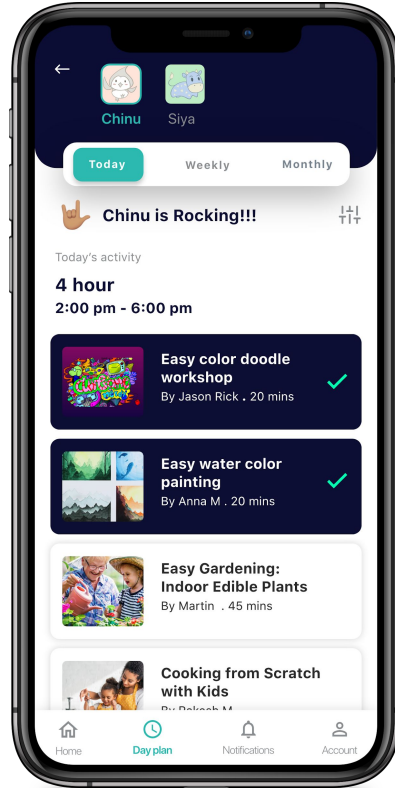 Chinu
Siya
Today
Weekly
Monthly
Chinu is Rocking!!!
Today's activity
4 hour
2:00 pm - 6:00 pm
Easy color doodle
workshop
By Jason Rick . 20 mins
Easy water color
painting
By Anna M . 20 mins
Easy Gardening:
Indoor Edible Plants
By Martin . 45 mins
Cooking from Scratch
with Kids
By Rakesh M
Home
Day plan
Notifications
Account